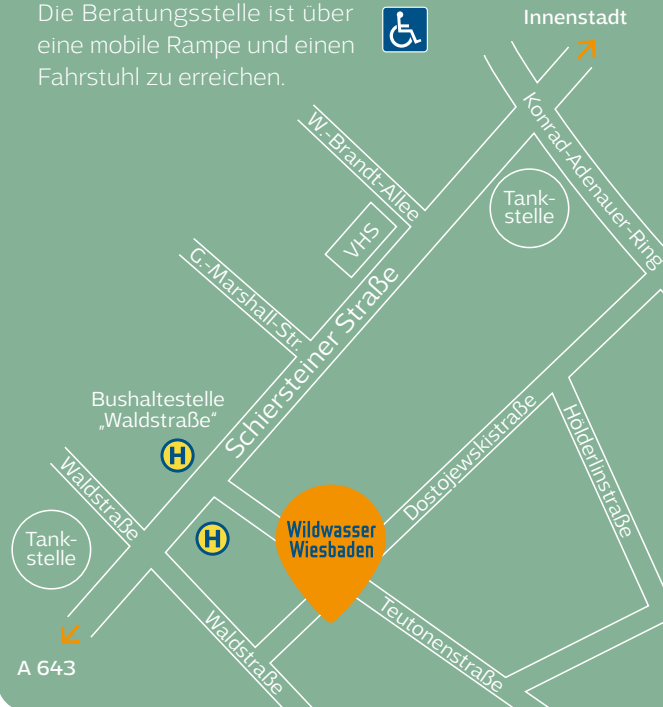 Die Beratungsstelle ist über
eine mobile Rampe und einen
Fahrstuhl zu erreichen.
Innenstadt
Konrad-Adenauer-Ring
W.-Brandt-Allee
Tank-
stelle
VHS
G.-Marshall-Str.
Schiersteiner Straße
Bushaltestelle
„Waldstraße“
H
Waldstraße
Dostojewskistraße
Hölderlinstraße
Tank-
stelle
H
Wildwasser
Wiesbaden
Waldstraße
Teutonenstraße
A 643